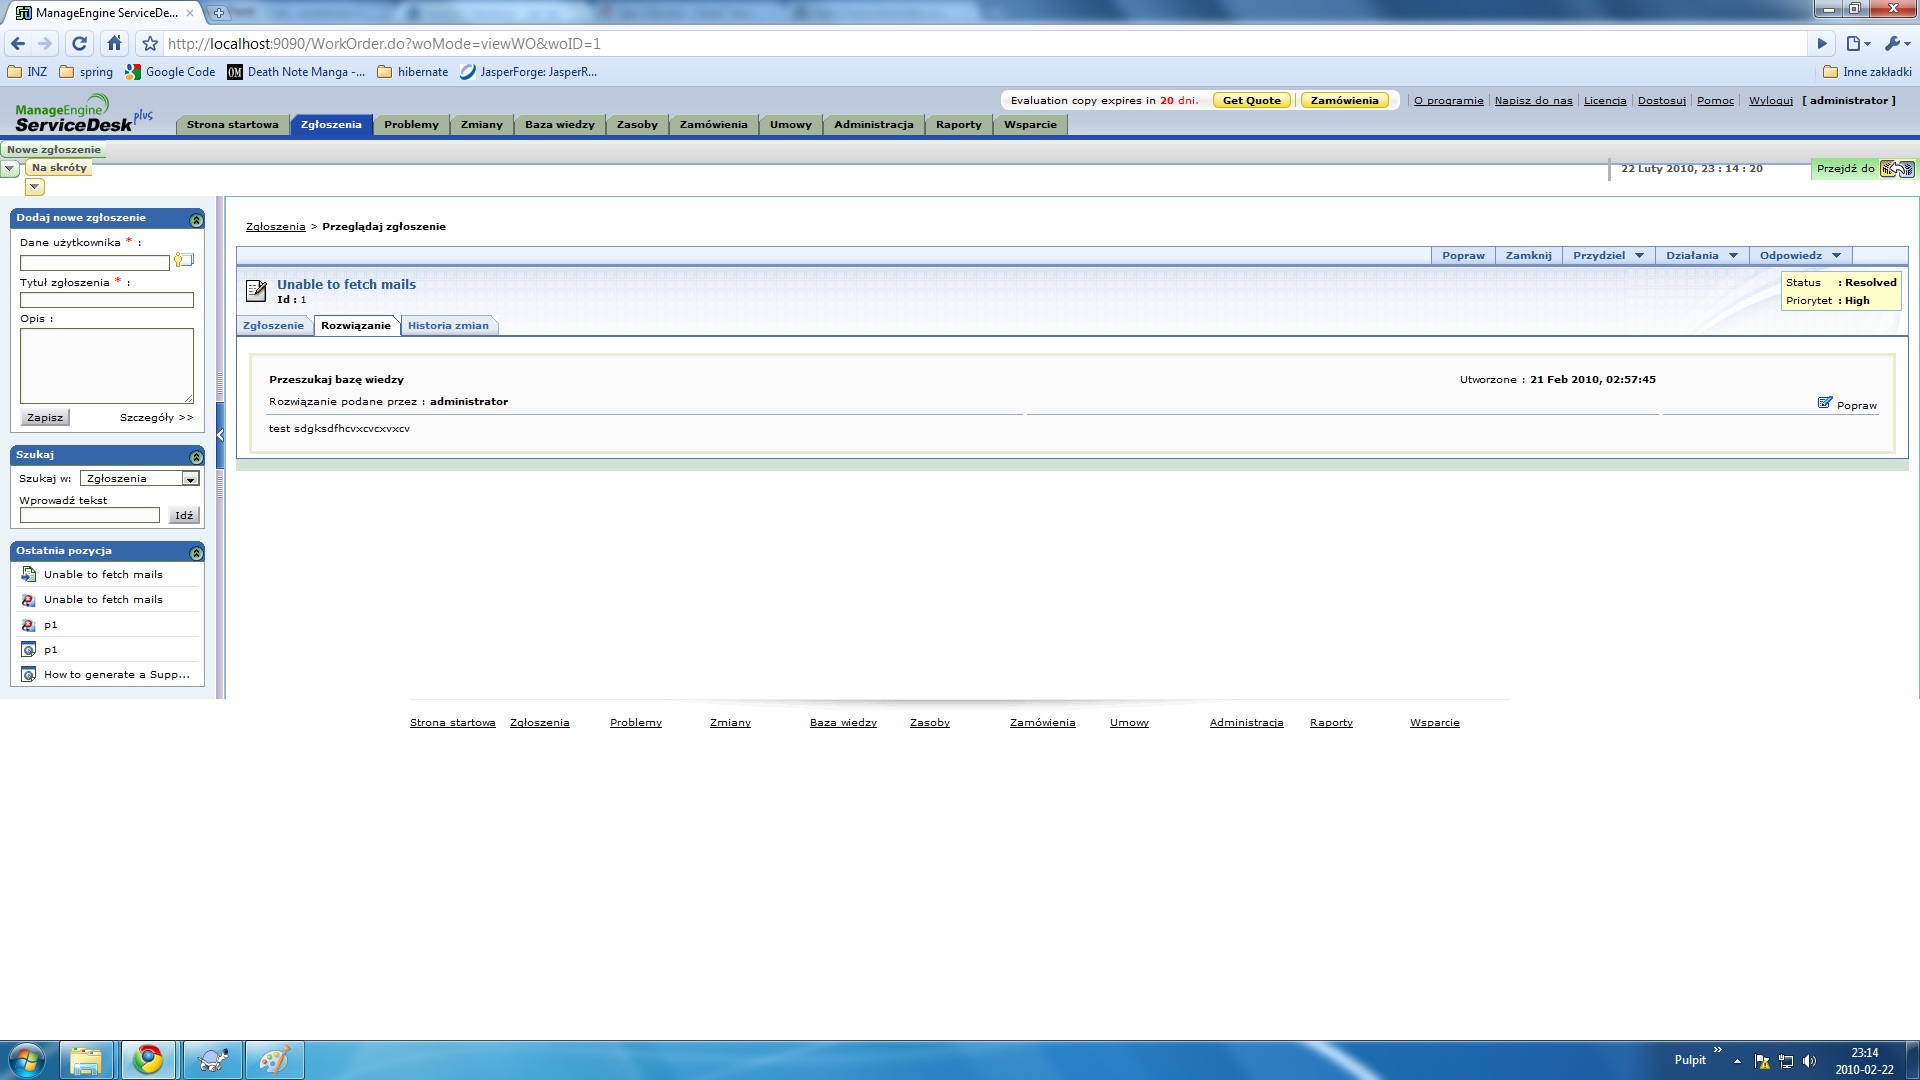 ManageEngine ServiceDe...
http://localhost:9090/WorkOrder.do?woMode=viewWO&woID=1
INZ spring Google Code Death Note Manga -... hibernate JasperForge: JasperR... Inne zakładki
ManageEngine
ServiceDesk plus
Evaluation copy expires in 20 dni. Get Quote Zamówienia O programie Napisz do nas Licencja Dostosuj Pomoc Wyloguj [ administrator ]
Strona startowa Zgłoszenia Problemy Zmiany Baza wiedzy Zasoby Zamówienia Umowy Administracja Raporty Wsparcie
Nowe zgłoszenie
Na skróty
22 Luty 2010, 23 : 14 : 20 Przejdź do
Dodaj nowe zgłoszenie
Dane użytkownika * :
Tytuł zgłoszenia * :
Opis :
Zapisz Szczegóły >>
Szukaj
Szukaj w: Zgłoszenia
Wprowadź tekst
Idź
Ostatnia pozycja
Unable to fetch mails
Unable to fetch mails
p1
p1
How to generate a Supp...
Zgłoszenia > Przeglądaj zgłoszenie
Popraw Zamknij Przydziel Działania Odpowiedz
Unable to fetch mails
Id : 1
Status : Resolved
Priorytet : High
Zgłoszenie Rozwiązanie Historia zmian
Przeszukaj bazę wiedzy Utworzone : 21 Feb 2010, 02:57:45
Rozwiązanie podane przez : administrator
Popraw
test sdgksdfhcvxcvcxvxcv
Strona startowa Zgłoszenia Problemy Zmiany Baza wiedzy Zasoby Zamówienia Umowy Administracja Raporty Wsparcie
Pulpit
23:14
2010-02-22